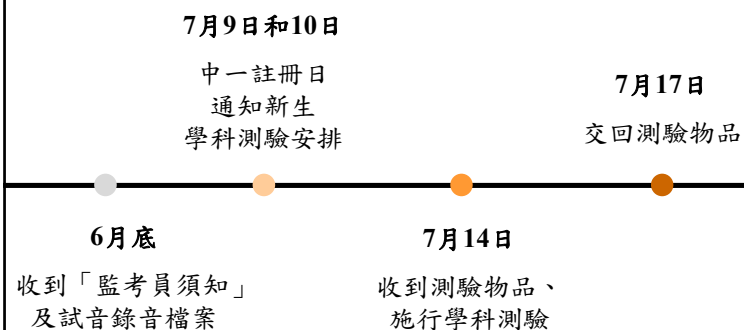 7月9日和10日
中一註冊日
通知新生
學科測驗安排
7月17日
交回測驗物品
6月底
收到「監考員須知」
及試音錄音檔案
7月14日
收到測驗物品、
施行學科測驗